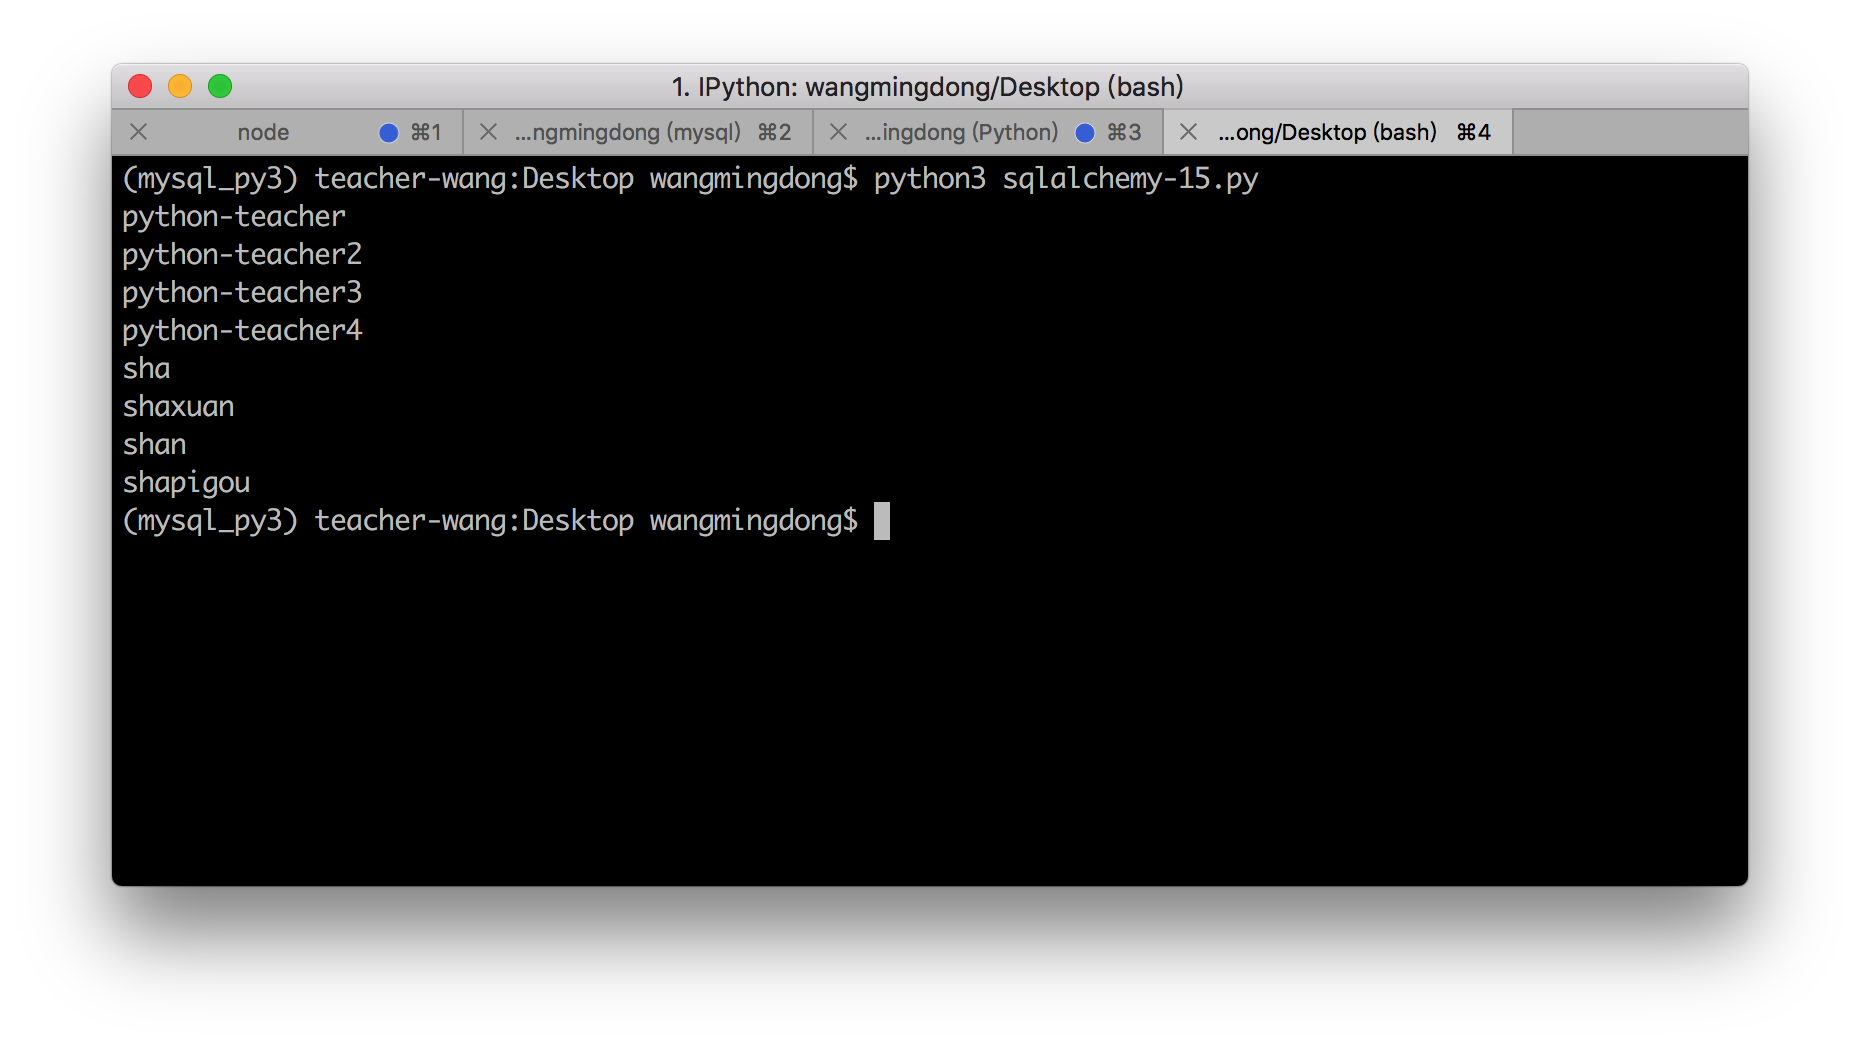 1. IPython: wangmingdong/Desktop (bash)
node ⌘1 ...ngmingdong (mysql) ⌘2 ...ingdong (Python) ⌘3 ...ong/Desktop (bash) ⌘4
(mysql_py3) teacher-wang:Desktop wangmingdong$ python3 sqlalchemy-15.py
python-teacher
python-teacher2
python-teacher3
python-teacher4
sha
shaxuan
shan
shapigou
(mysql_py3) teacher-wang:Desktop wangmingdong$